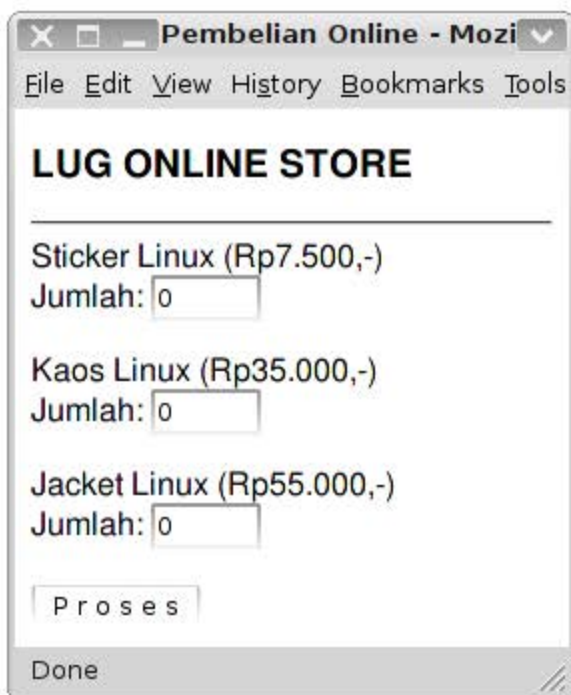 Pembelian Online - Mozi
File Edit View History Bookmarks Tools
LUG ONLINE STORE
Sticker Linux (Rp7.500,-)
Jumlah: 0
Kaos Linux (Rp35.000,-)
Jumlah: 0
Jacket Linux (Rp55.000,-)
Jumlah: 0
P r o s e s
Done